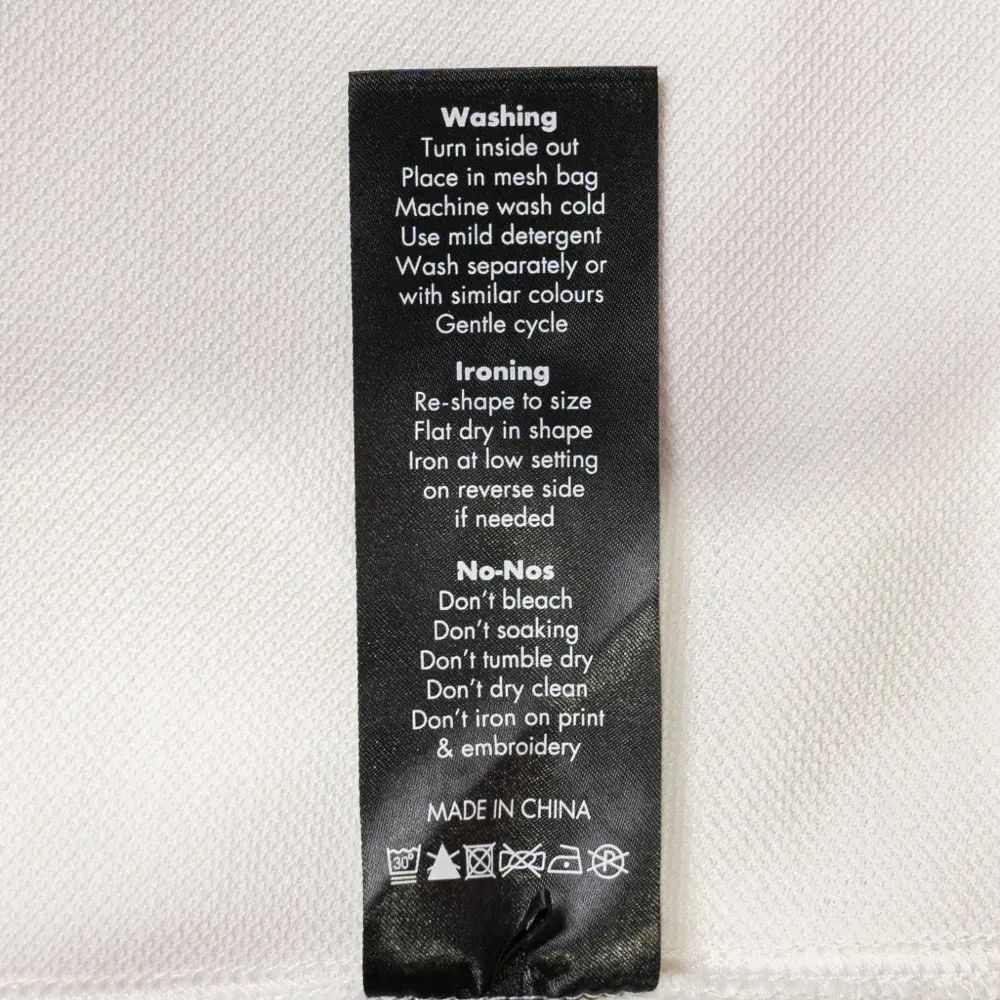 Washing
Turn inside out
Place in mesh bag
Machine wash cold
Use mild detergent
Wash separately or
with similar colours
Gentle cycle
Ironing
Re-shape to size
Flat dry in shape
Iron at low setting
on reverse side
if needed
No-Nos
Don't bleach
Don't soaking
Don't tumble dry
Don't dry clean
Don't iron on print
& embroidery
MADE IN CHINA
30° P